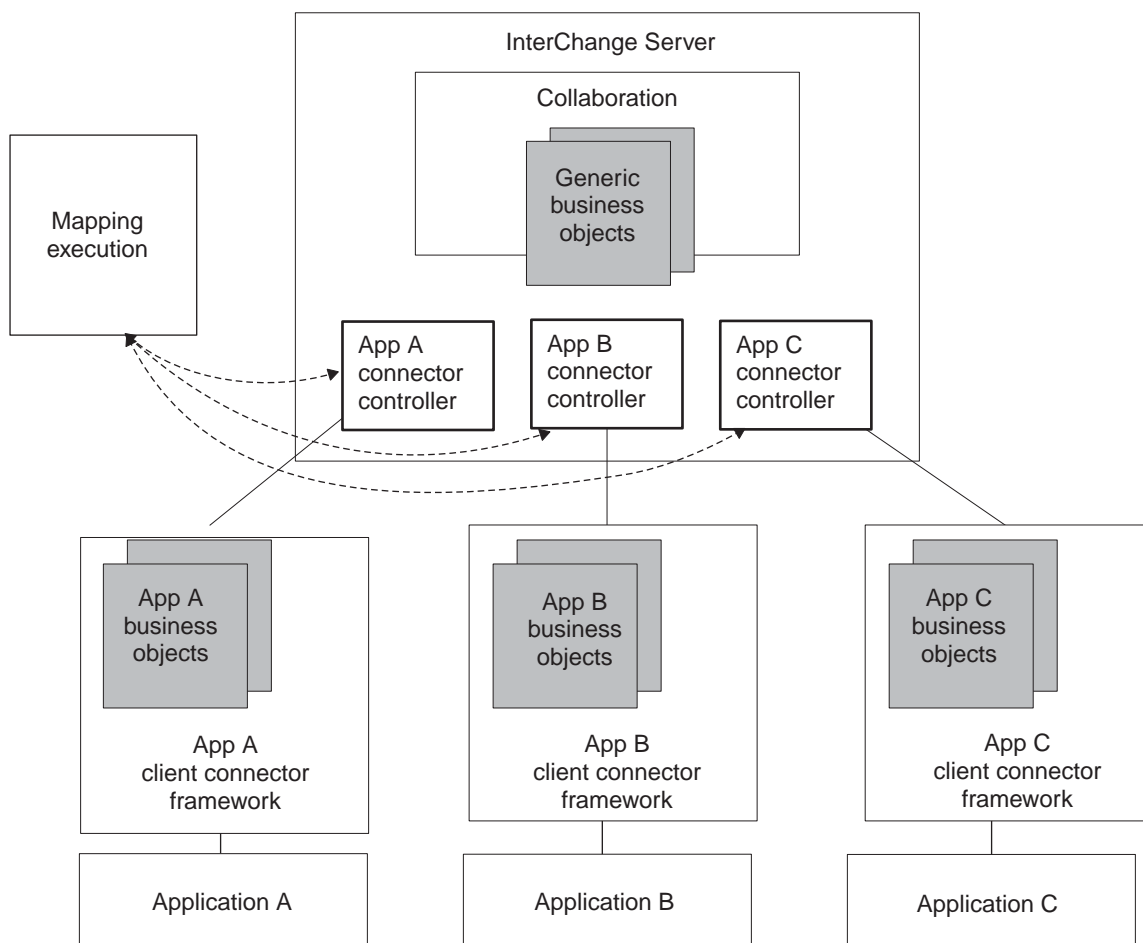 InterChange Server
Collaboration
Generic
business
objects
Mapping
execution
App A
connector
controller
App B
connector
controller
App C
connector
controller
App A
business
objects
App A
client connector
framework
App B
business
objects
App B
client connector
framework
App C
business
objects
App C
client connector
framework
Application A
Application B
Application C